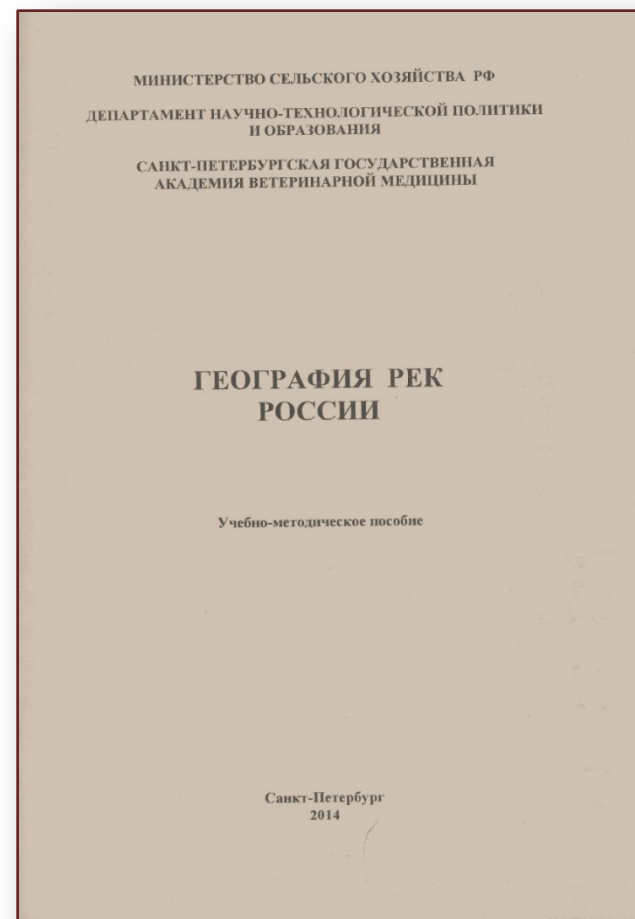 МИНИСТЕРСТВО СЕЛЬСКОГО ХОЗЯЙСТВА РФ
ДЕПАРТАМЕНТ НАУЧНО-ТЕХНОЛОГИЧЕСКОЙ ПОЛИТИКИ
И ОБРАЗОВАНИЯ
САНКТ-ПЕТЕРБУРГСКАЯ ГОСУДАРСТВЕННАЯ
АКАДЕМИЯ ВЕТЕРИНАРНОЙ МЕДИЦИНЫ
ГЕОГРАФИЯ РЕК
РОССИИ
Учебно-методическое пособие
Санкт-Петербург
2014